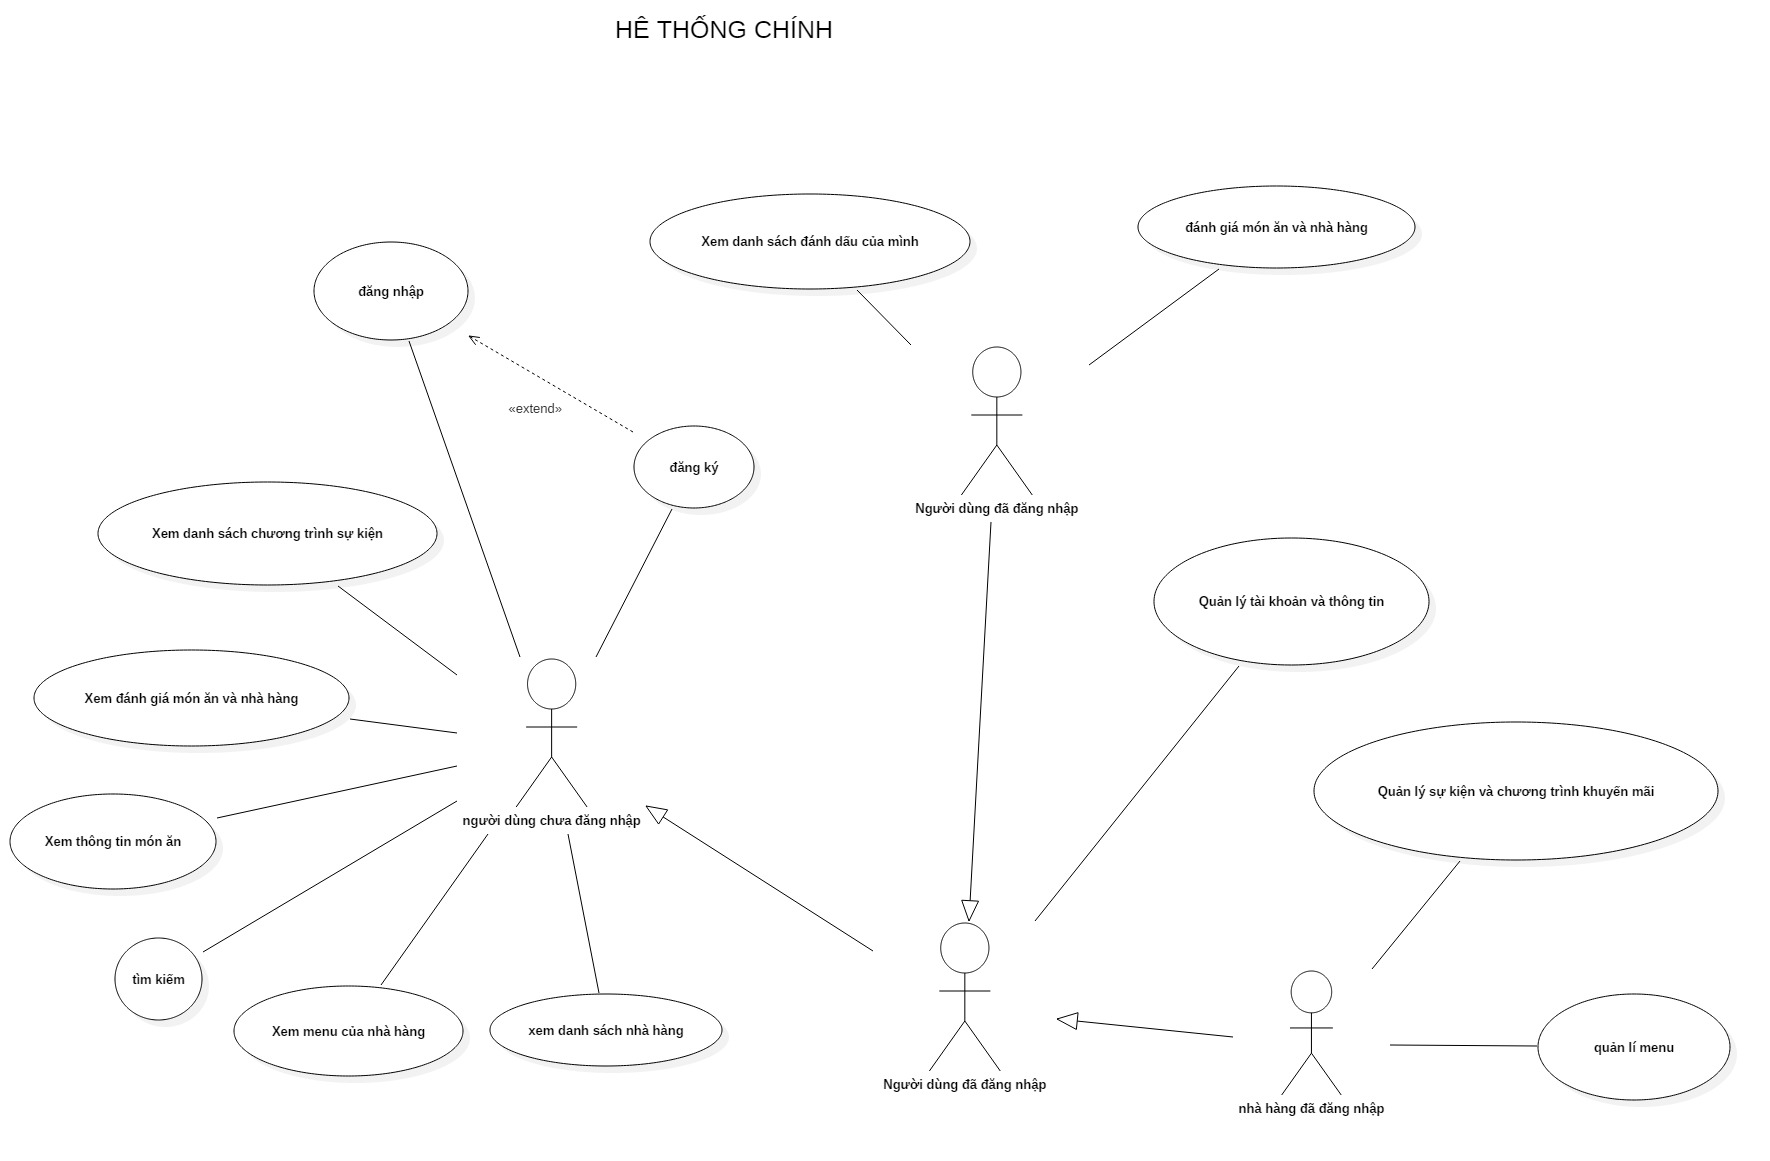 HÊ THỐNG CHÍNH
Xem danh sách đánh dấu của mình
đánh giá món ăn và nhà hàng
đăng nhập
«extend»
đăng ký
Người dùng đã đăng nhập
Xem danh sách chương trình sự kiện
Quản lý tài khoản và thông tin
Xem đánh giá món ăn và nhà hàng
Quản lý sự kiện và chương trình khuyến mãi
người dùng chưa đăng nhập
Xem thông tin món ăn
tìm kiếm
Xem menu của nhà hàng
xem danh sách nhà hàng
Người dùng đã đăng nhập
quản lí menu
nhà hàng đã đăng nhập